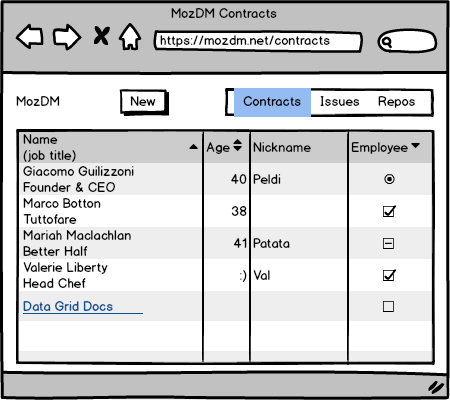 MozDM Contracts
https://mozdm.net/contracts
MozDM
New
Contracts Issues Repos
Name
(job title)
Age
Nickname
Employee
Giacomo Guilizzoni
Founder & CEO
40
Peldi
Marco Botton
Tuttofare
38
Mariah Maclachlan
Better Half
41
Patata
Valerie Liberty
Head Chef
:)
Val
Data Grid Docs